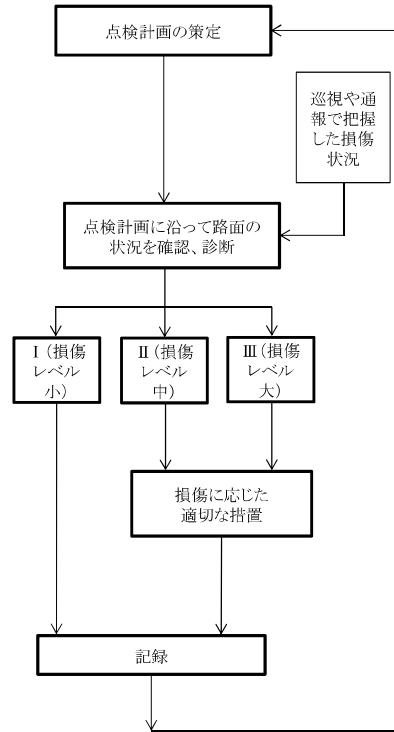 点検計画の策定
巡視や通
報で把握
した損傷
状況
点検計画に沿って路面の
状況を確認、診断
Ⅰ（損傷
レベル
小）
Ⅱ（損傷
レベル
中）
Ⅲ（損傷
レベル
大）
損傷に応じた
適切な措置
記録